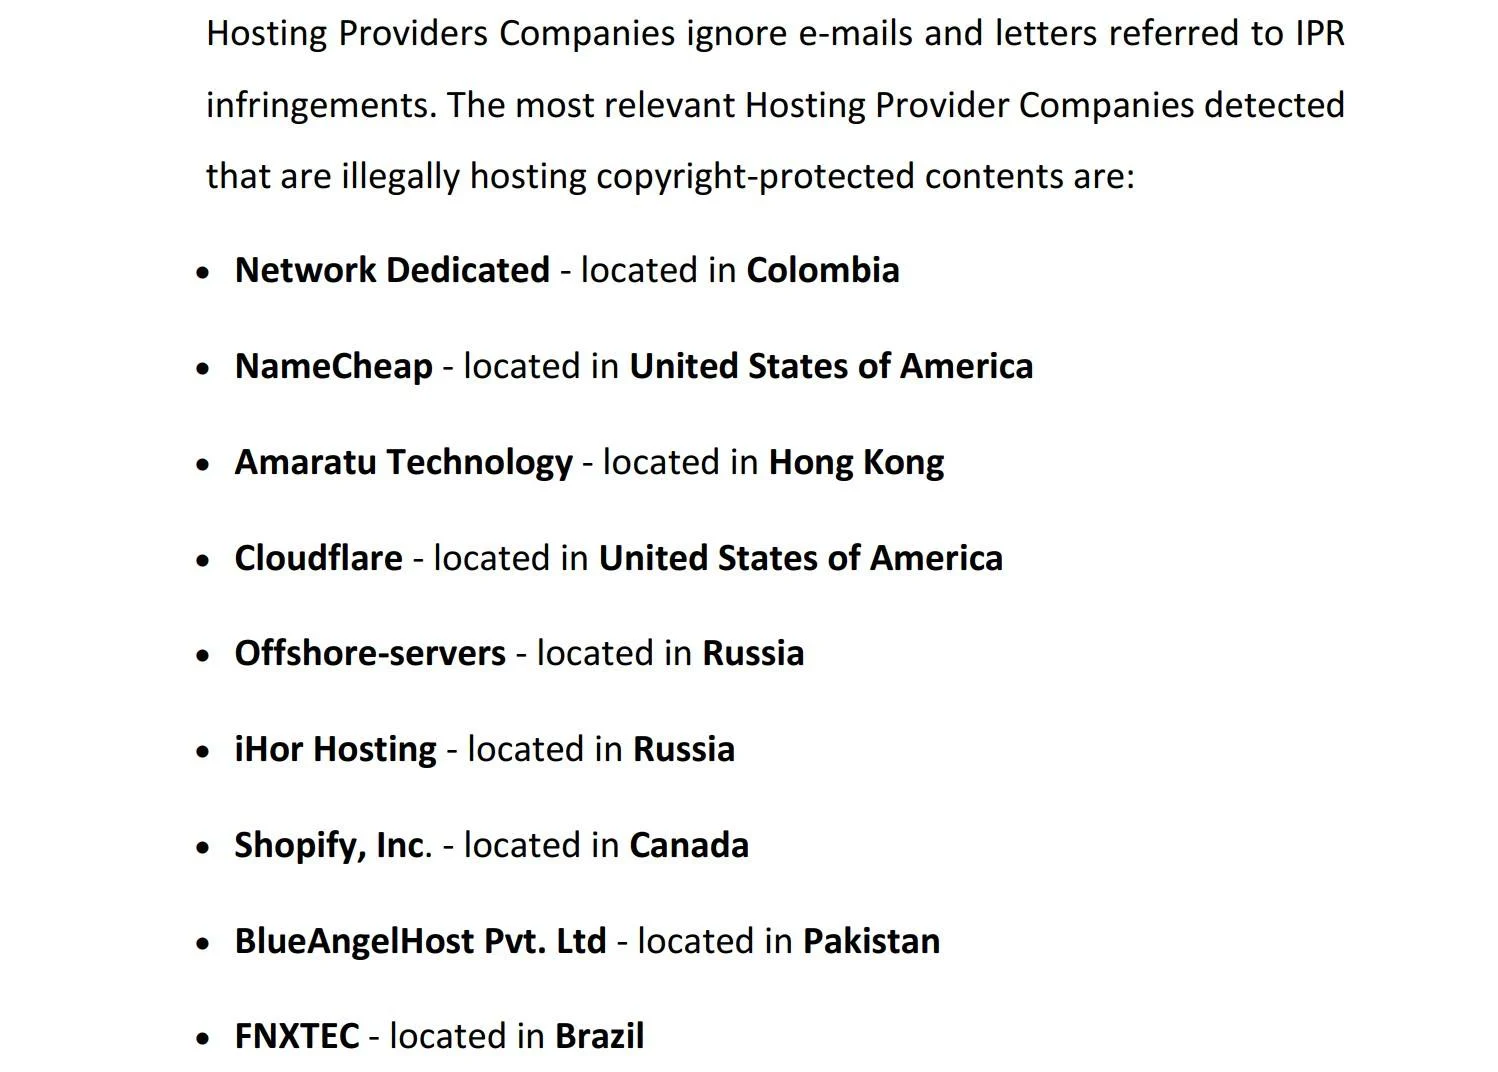 Hosting Providers Companies ignore e-mails and letters referred to IPR
infringements. The most relevant Hosting Provider Companies detected
that are illegally hosting copyright-protected contents are:
• Network Dedicated - located in Colombia
• NameCheap - located in United States of America
• Amaratu Technology - located in Hong Kong
• Cloudflare - located in United States of America
• Offshore-servers - located in Russia
• iHor Hosting - located in Russia
• Shopify, Inc. - located in Canada
• BlueAngelHost Pvt. Ltd - located in Pakistan
• FNXTEC - located in Brazil